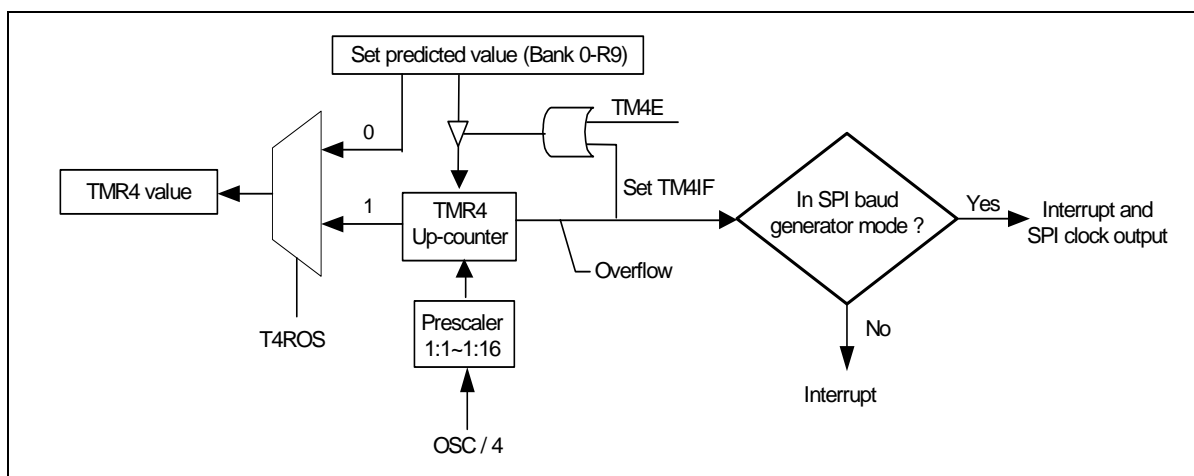 Set predicted value (Bank 0-R9)
TM4E
0
TMR4 value
Set TM4IF
1
TMR4
Up-counter
In SPI baud
generator mode ?
Yes
Interrupt and
SPI clock output
Overflow
T4ROS
Prescaler
1:1~1:16
No
Interrupt
OSC / 4